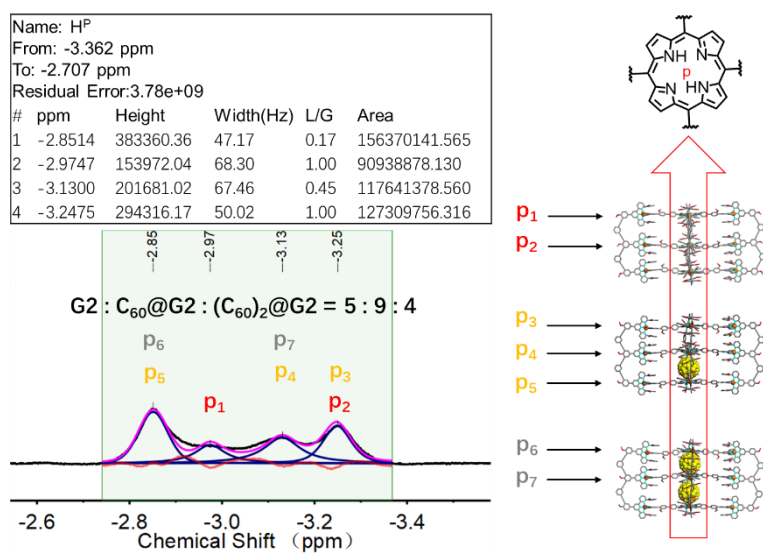 Name: Hᴾ
From: -3.362 ppm
To: -2.707 ppm
Residual Error:3.78e+09
# ppm Height Width(Hz) L/G Area
1 -2.8514 383360.36 47.17 0.17 156370141.565
2 -2.9747 153972.04 68.30 1.00 90938878.130
3 -3.1300 201681.02 67.46 0.45 117641378.560
4 -3.2475 294316.17 50.02 1.00 127309756.316
-2.85 -2.97 -3.13 -3.25
G2 : C₆₀@G2 : (C₆₀)₂@G2 = 5 : 9 : 4
p₆ p₇
p₅ p₄ p₃
p₁ p₂
-2.6 -2.8 -3.0 -3.2 -3.4
Chemical Shift （ppm）
NH N
p
N HN
p₁
p₂
p₃
p₄
p₅
p₆
p₇